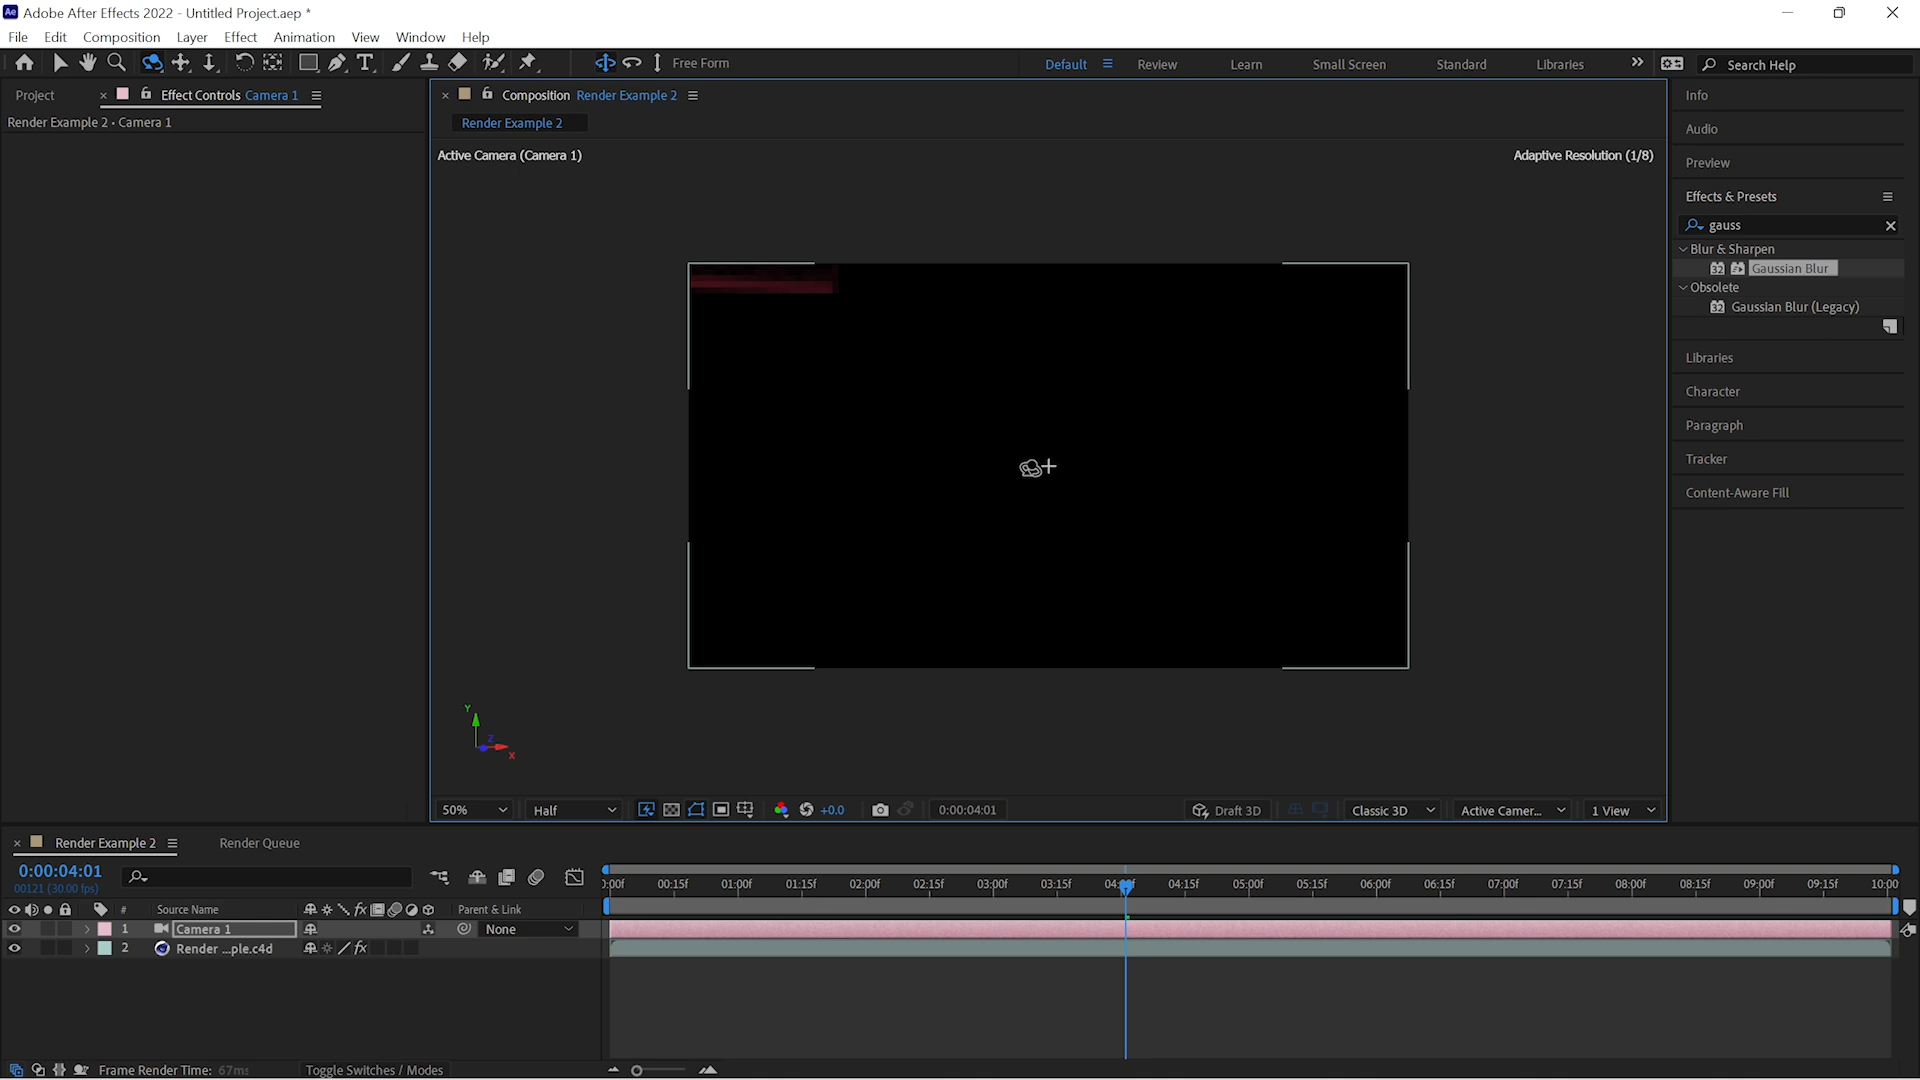 Adobe After Effects 2022 - Untitled Project.aep *
File Edit Composition Layer Effect Animation View Window Help
Free Form
Default Review Learn Small Screen Standard Libraries
Search Help
Project
Effect Controls Camera 1
Render Example 2 • Camera 1
Composition Render Example 2
Render Example 2
Active Camera (Camera 1)
Adaptive Resolution (1/8)
Y
Z
X
50% Half +0.0 0:00:04:01 Draft 3D Classic 3D Active Camer... 1 View
Info
Audio
Preview
Effects & Presets
gauss
Blur & Sharpen
32 Gaussian Blur
Obsolete
32 Gaussian Blur (Legacy)
Libraries
Character
Paragraph
Tracker
Content-Aware Fill
Render Example 2 Render Queue
0:00:04:01
00121 (30.00 fps)
# Source Name Parent & Link
1 Camera 1 None
2 Render ...ple.c4d fx
):00f 00:15f 01:00f 01:15f 02:00f 02:15f 03:00f 03:15f 04:15f 05:00f 05:15f 06:00f 06:15f 07:00f 07:15f 08:00f 08:15f 09:00f 09:15f 10:00
Frame Render Time: 67ms Toggle Switches / Modes